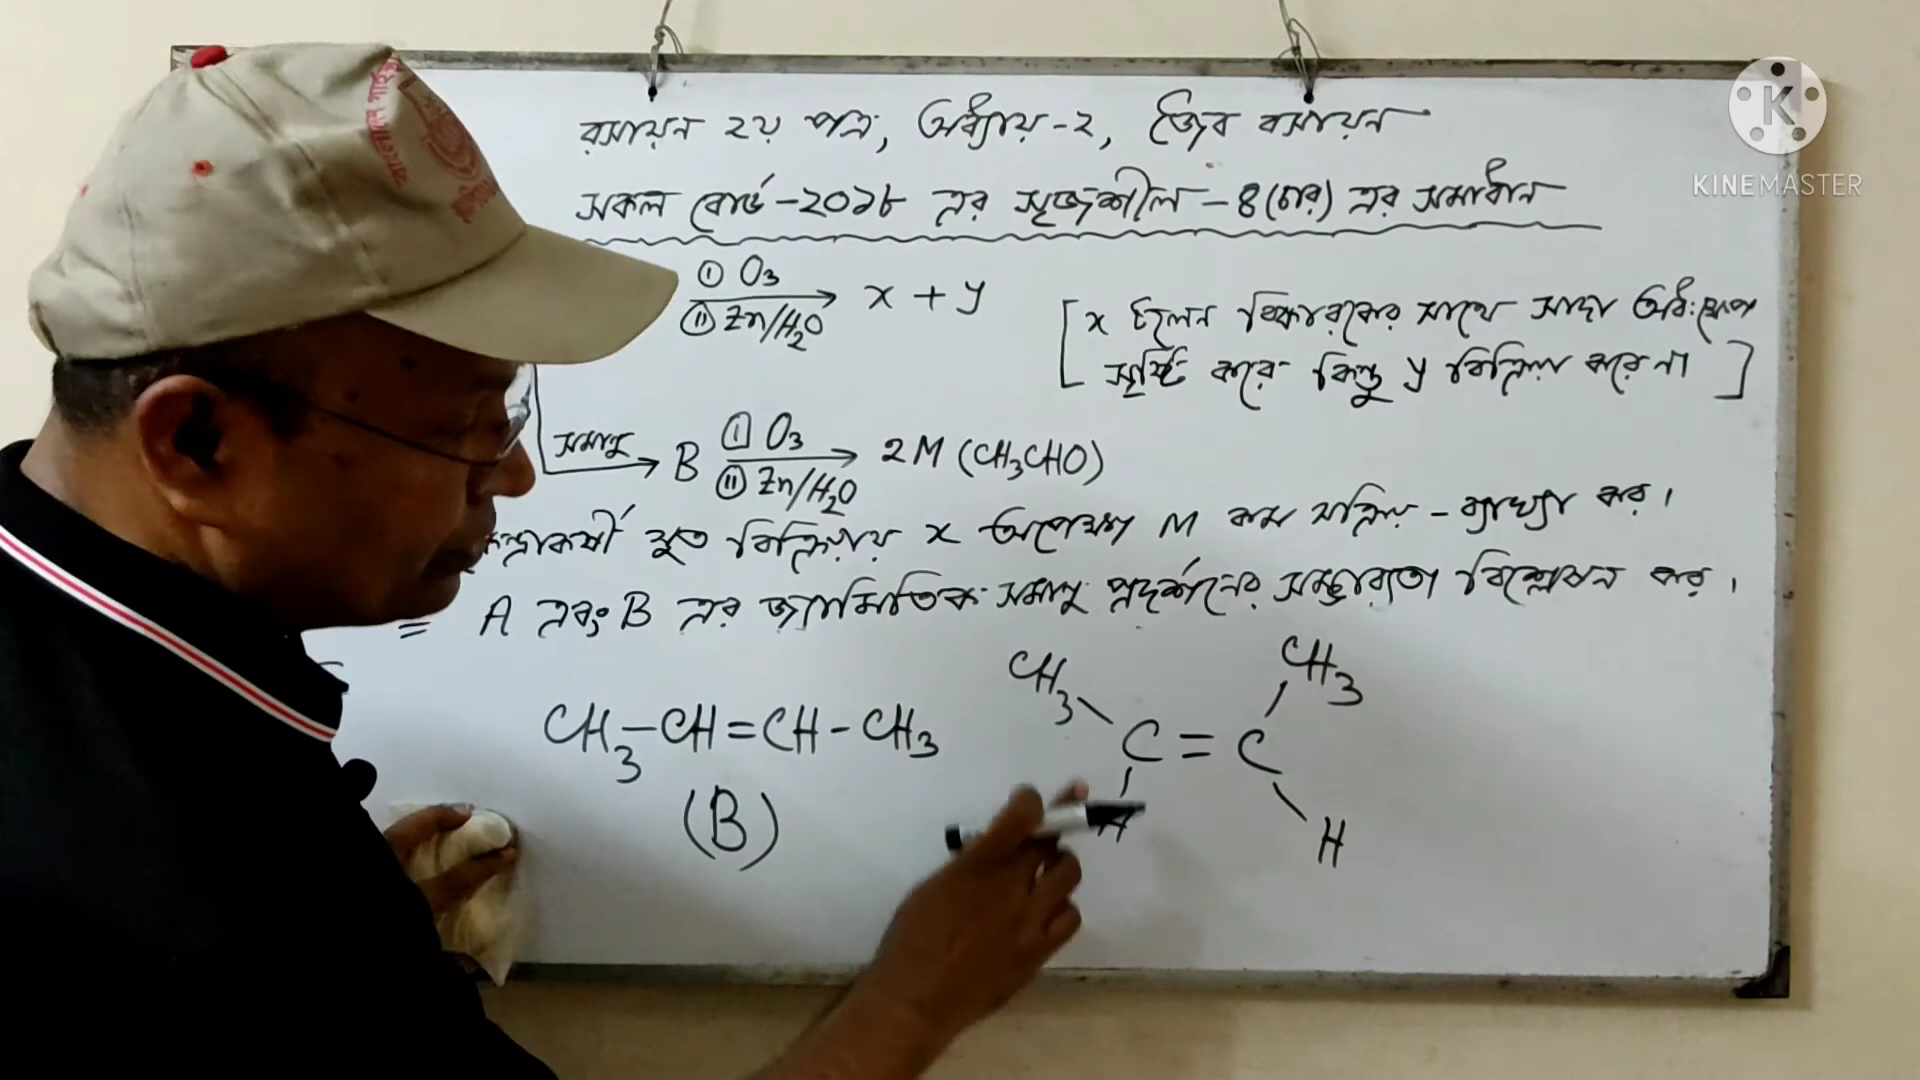 রসায়ন ২য় পত্র, অধ্যায়-২, জৈব রসায়ন
সকল বোর্ড-২০১৮ এর সৃজনশীল-৪(চার) এর সমাধান
① O₃
② Zn/H₂O
x + y
[x টলেন বিকারকের সাথে সাদা অধঃক্ষেপ
সৃষ্টি করে কিন্তু y বিক্রিয়া করে না]
সমাণু B ① O₃
② Zn/H₂O
2M (CH₃CHO)
বিক্রিয়ায় x অপেক্ষা M কম সক্রিয় - ব্যাখ্যা কর।
= A এবং B এর জ্যামিতিক সমাণু প্রদর্শনের সম্ভাব্যতা বিশ্লেষন কর।
CH₃-CH=CH-CH₃
(B)
CH₃ CH₃
C = C
H H
KINEMASTER